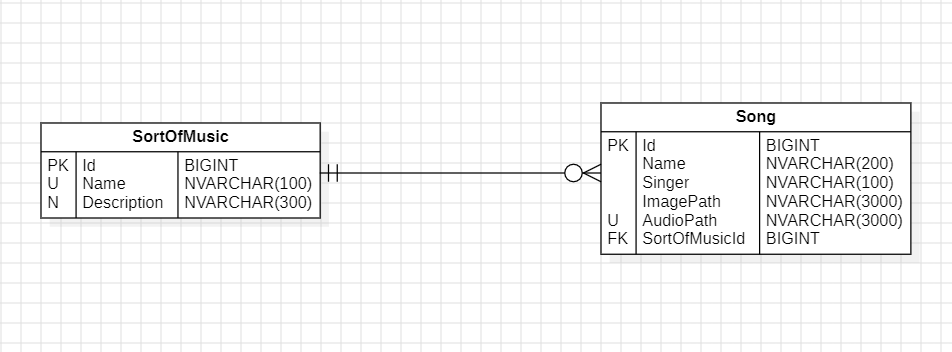 SortOfMusic
PK Id BIGINT
U Name NVARCHAR(100)
N Description NVARCHAR(300)
Song
PK Id BIGINT
Name NVARCHAR(200)
Singer NVARCHAR(100)
ImagePath NVARCHAR(3000)
U AudioPath NVARCHAR(3000)
FK SortOfMusicId BIGINT